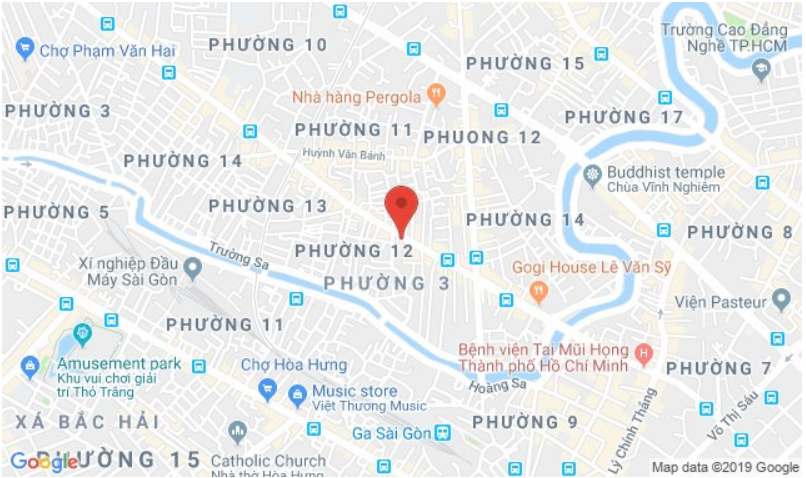 Trường Cao Đẳng
Nghề TP.HCM
PHƯỜNG 10
Chợ Phạm Văn Hai
PHƯỜNG 15
Nhà hàng Pergola
PHƯỜNG 3
PHƯỜNG 17
PHƯỜNG 11
PHUONG 12
Huỳnh Văn Bánh
PHƯỜNG 14
Buddhist temple
Chùa Vĩnh Nghiêm
PHƯỜNG 5
PHƯỜNG 13
PHƯỜNG 14
PHƯỜNG 8
Trường Sa
PHƯỜNG 12
Xí nghiệp Đầu
Máy Sài Gòn
Gogi House Lê Văn Sỹ
PHƯỜNG 3
Viện Pasteur
PHƯỜNG 11
Bệnh viện Tai Mũi Họng
Thành phố Hồ Chí Minh
Amusement park
Khu vui chơi giải
trí Thỏ Trắng
Chợ Hòa Hưng
PHƯỜNG 7
Hoàng Sa
Music store
Việt Thương Music
Lý Chính Thắng
Võ Thị Sáu
XÁ BẮC HẢI
PHƯỜNG 9
Ga Sài Gòn
Google
PHƯỜNG 15
Catholic Church
Nhà thờ Hòa Hưng
Map data ©2019 Google